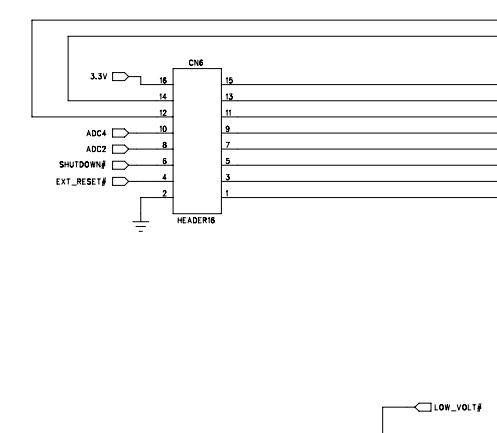 CN6
3.3V 16 15
14 13
12 11
ADC4 10 9
ADC2 8 7
SHUTDOWN# 6 5
EXT_RESET# 4 3
2 1
HEADER16
LOW_VOLT#